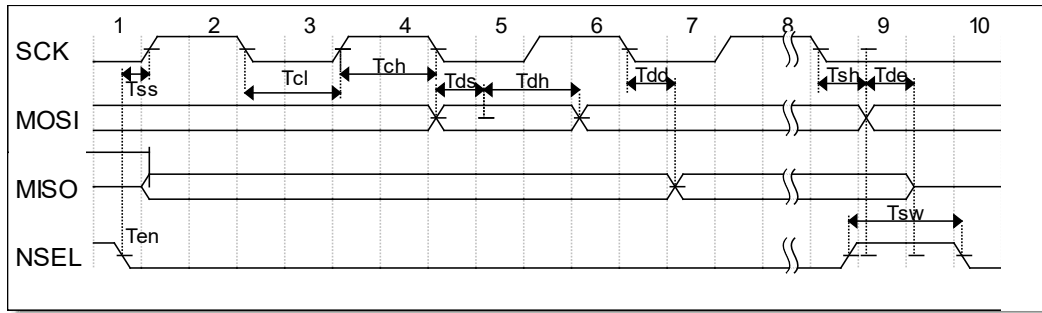 1 2 3 4 5 6 7 8 9 10
SCK
Tss Tcl Tch Tds Tdh Tdo Tsh Tde
MOSI
MISO
Tsw
Ten
NSEL